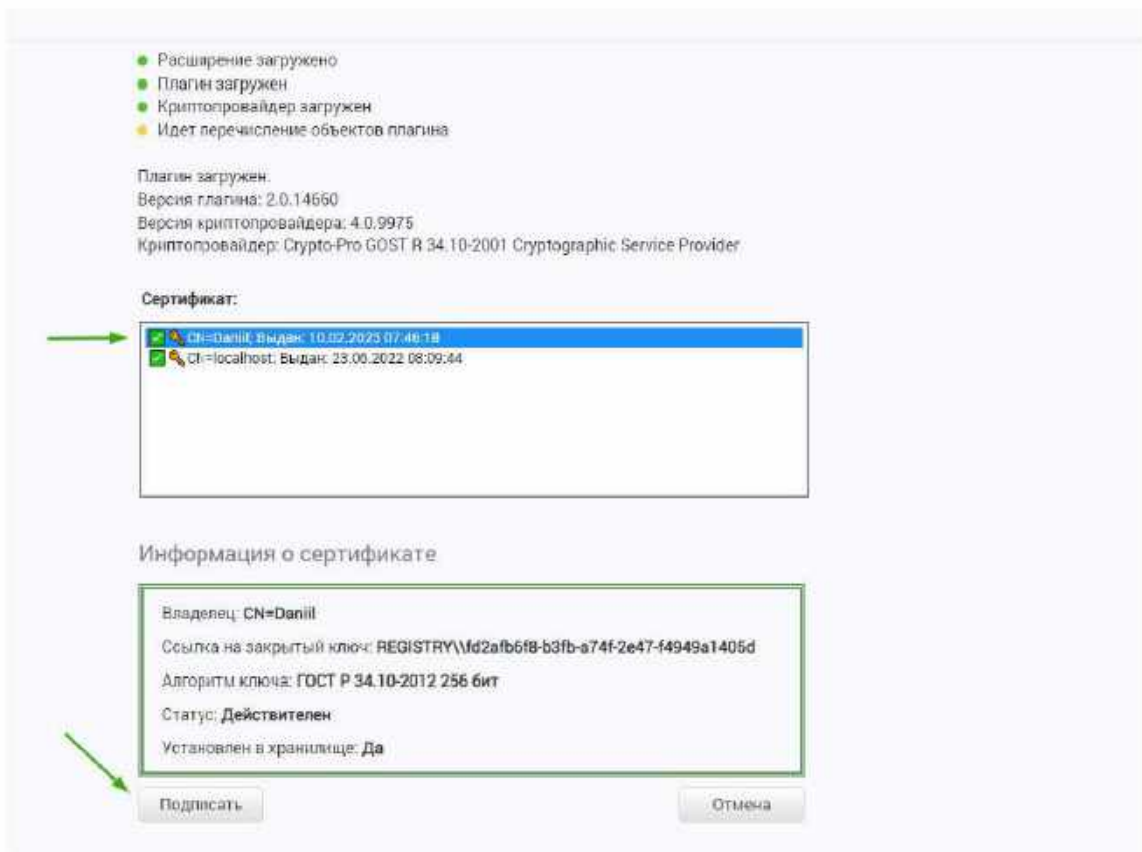 Расширение загружено
Плагин загружен
Криптопровайдер загружен
Идет перечисление объектов плагина
Плагин загружен.
Версия плагина: 2.0.14660
Версия криптопровайдера: 4.0.9975
Криптопровайдер: Crypto-Pro GOST R 34.10-2001 Cryptographic Service Provider
Сертификат:
CN=Daniil; Выдан: 10.02.2025 07:46:18
CN=localhost; Выдан: 23.06.2022 08:09:44
Информация о сертификате
Владелец: CN=Daniil
Ссылка на закрытый ключ: REGISTRY\\fd2afb6f8-b3fb-a74f-2e47-f4949a1405d
Алгоритм ключа: ГОСТ Р 34.10-2012 256 бит
Статус: Действителен
Установлен в хранилище: Да
Подписать
Отмена